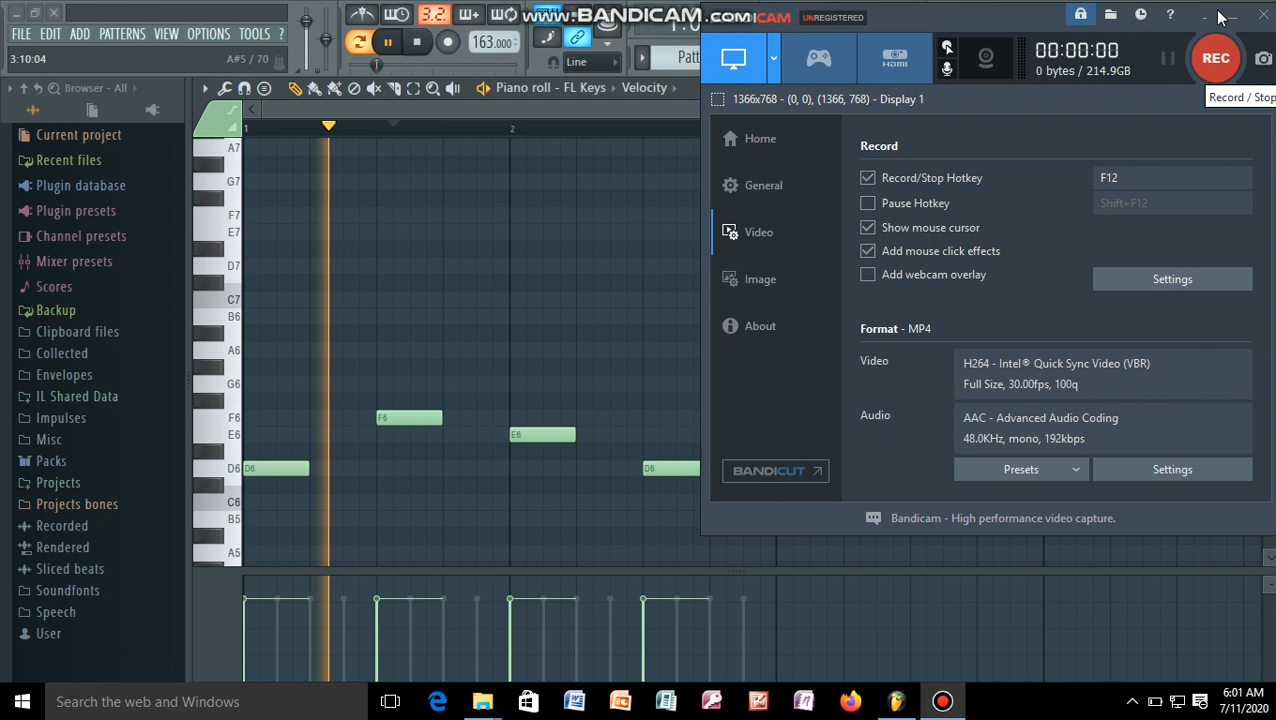 FILE EDIT ADD PATTERNS VIEW OPTIONS TOOLS ?
3:10:04 A#5 / 70
3.2
163.000
Line
Patt
www.BANDICAM.COM
UNREGISTERED
Browser - All
Piano roll - FL Keys Velocity
Current project
Recent files
Plugin database
Plugin presets
Channel presets
Mixer presets
Scores
Backup
Clipboard files
Collected
Envelopes
IL Shared Data
Impulses
Misc
Packs
Projects
Projects bones
Recorded
Rendered
Sliced beats
Soundfonts
Speech
User
1 2
A7
G7
F7
E7
D7
C7
B6
A6
G6
F6
E6
D6
C6
B5
A5
F6
E6
D6
D6
HDMI
00:00:00
0 bytes / 214.9GB
REC
Record / Stop
1366x768 - (0, 0), (1366, 768) - Display 1
Home
General
Video
Image
About
BANDICUT
Record
Record/Stop Hotkey F12
Pause Hotkey Shift+F12
Show mouse cursor
Add mouse click effects
Add webcam overlay
Settings
Format - MP4
Video
H264 - Intel® Quick Sync Video (VBR)
Full Size, 30.00fps, 100q
Audio
AAC - Advanced Audio Coding
48.0KHz, mono, 192kbps
Presets
Settings
Bandicam - High performance video capture.
Search the web and Windows
6:01 AM
7/11/2020